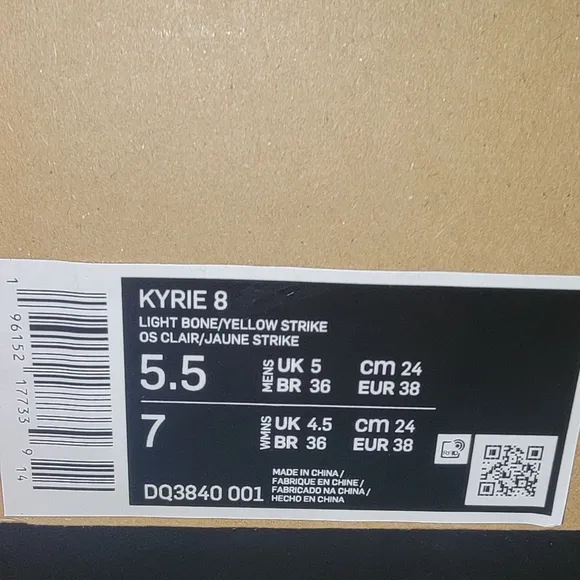 KYRIE 8
LIGHT BONE/YELLOW STRIKE
OS CLAIR/JAUNE STRIKE
5.5 MENS UK 5 cm 24
BR 36 EUR 38
7 WMNS UK 4.5 cm 24
BR 36 EUR 38
MADE IN CHINA /
FABRIQUE EN CHINE /
FABRICADO NA CHINA /
HECHO EN CHINA
DQ3840 001
1 96152 17733 9 14